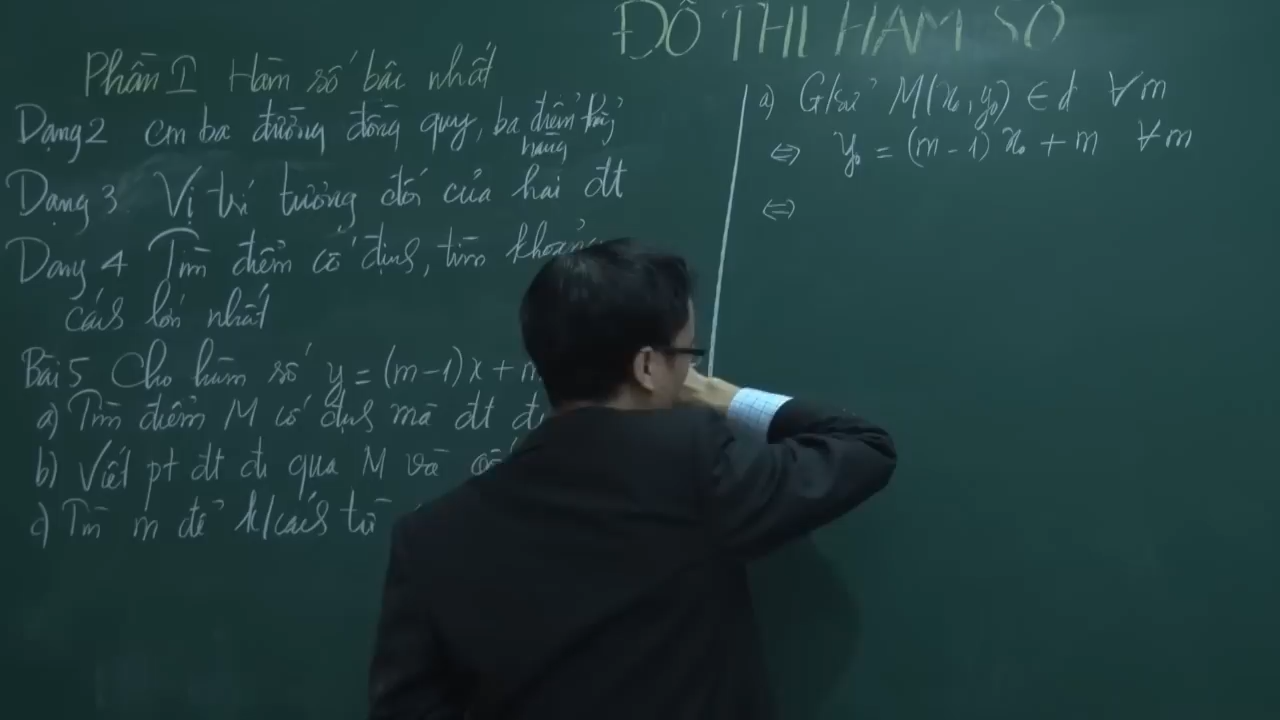 ĐỒ THỊ HÀM SỐ
Phần I Hàm số bậc nhất
Dạng 2 cm ba đường đồng quy, ba điểm thẳng
hàng
Dạng 3 Vị trí tương đối của hai đt
Dạng 4 Tìm điểm cố định, tìm khoảng
cách lớn nhất
Bài 5 Cho hàm số y = (m-1)x + m
a) Tìm điểm M cố định mà đt
b) Viết pt đt đi qua M và
c) Tìm m để k/cách từ
a) G/sử M(x₀, y₀) ∈ d ∀m
⇔ y₀ = (m-1)x₀ + m ∀m
⇔